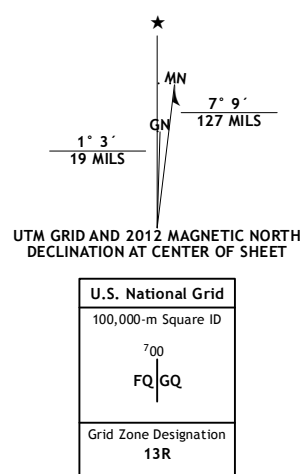 ★
MN
GN
7° 9´
127 MILS
1° 3´
19 MILS
UTM GRID AND 2012 MAGNETIC NORTH
DECLINATION AT CENTER OF SHEET
U.S. National Grid
100,000-m Square ID
⁷00
FQ GQ
Grid Zone Designation
13R